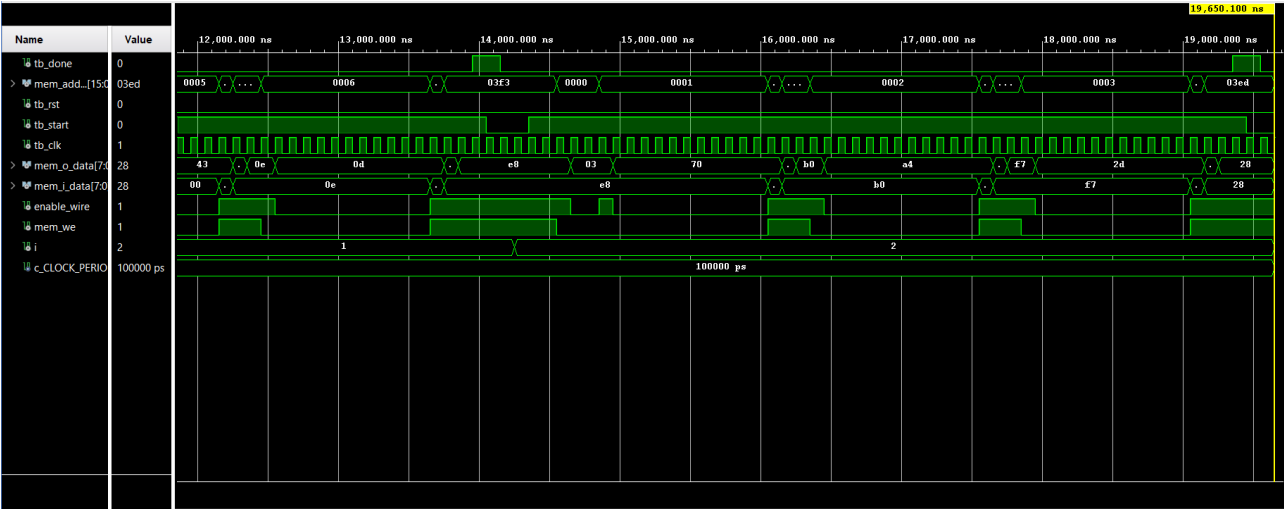 19,650.100 ns
Name Value 12,000.000 ns 13,000.000 ns 14,000.000 ns 15,000.000 ns 16,000.000 ns 17,000.000 ns 18,000.000 ns 19,000.000 ns
tb_done 0
mem_add...[15:0 03ed 0005 . ... 0006 . 03f3 0000 0001 . ... 0002 . ... 0003 . 03ed
tb_rst 0
tb_start 0
tb_clk 1
mem_o_data[7:0 28 43 . 0e 0d . e8 03 70 . b0 a4 . f7 2d . 28
mem_i_data[7:0 28 00 . 0e . e8 . b0 . f7 . 28
enable_wire 1
mem_we 1
i 2 1 2
c_CLOCK_PERIO 100000 ps 100000 ps